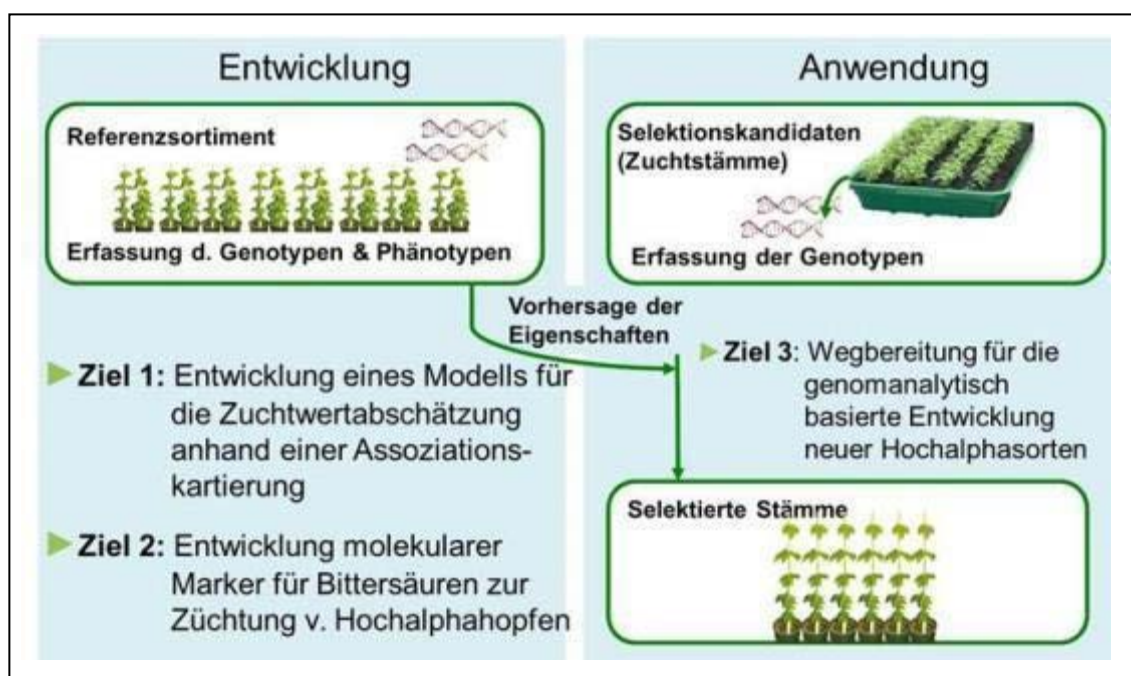 Entwicklung
Referenzsortiment
Erfassung d. Genotypen & Phänotypen
Ziel 1: Entwicklung eines Modells für
die Zuchtwertabschätzung
anhand einer Assoziations-
kartierung
Ziel 2: Entwicklung molekularer
Marker für Bittersäuren zur
Züchtung v. Hochalphahopfen
Anwendung
Selektionskandidaten
(Zuchtstämme)
Erfassung der Genotypen
Vorhersage der
Eigenschaften
Ziel 3: Wegbereitung für die
genomanalytisch
basierte Entwicklung
neuer Hochalphasorten
Selektierte Stämme